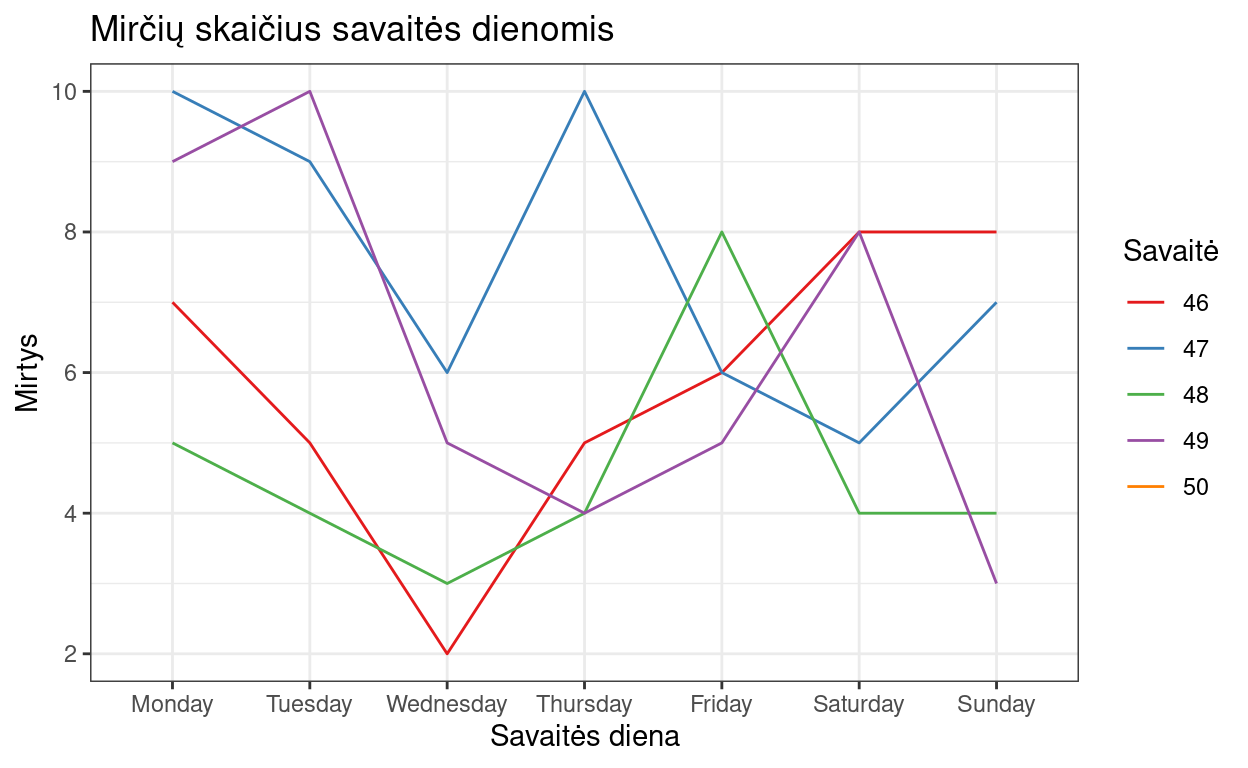 Mirčių skaičius savaitės dienomis
10
8
6
4
2
Mirtys
Monday
Tuesday
Wednesday
Thursday
Friday
Saturday
Sunday
Savaitės diena
Savaitė
46
47
48
49
50